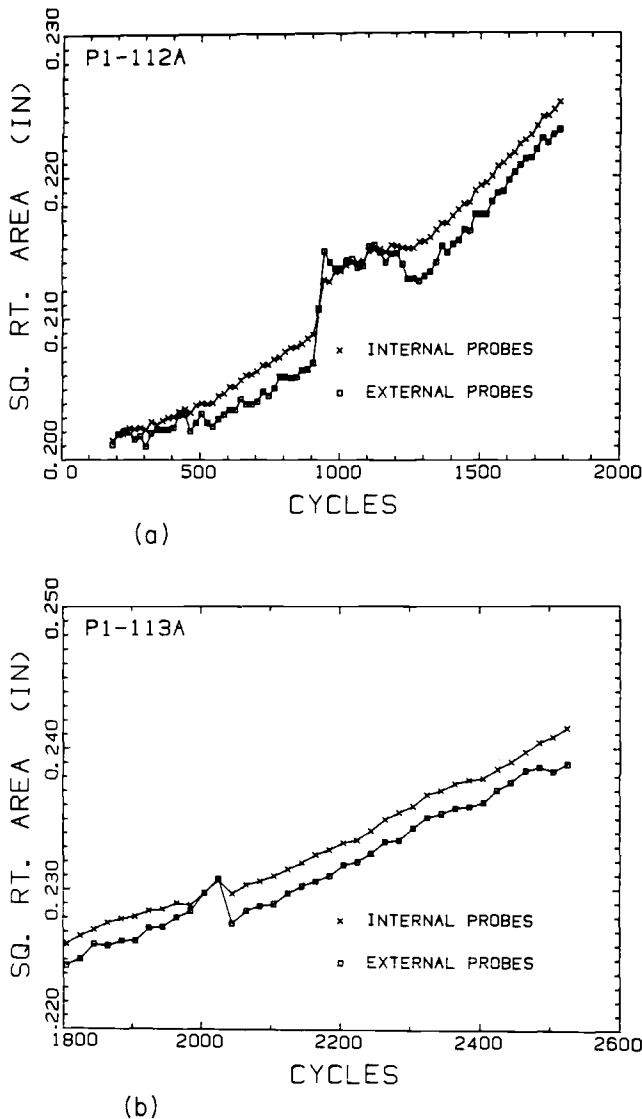 P1-112A
SQ. RT. AREA (IN)
0.230
0.220
0.210
0.200
0
500
1000
1500
2000
× INTERNAL PROBES
□ EXTERNAL PROBES
CYCLES
(a)
P1-113A
SQ. RT. AREA (IN)
0.250
0.240
0.230
0.220
1800
2000
2200
2400
2600
× INTERNAL PROBES
□ EXTERNAL PROBES
CYCLES
(b)